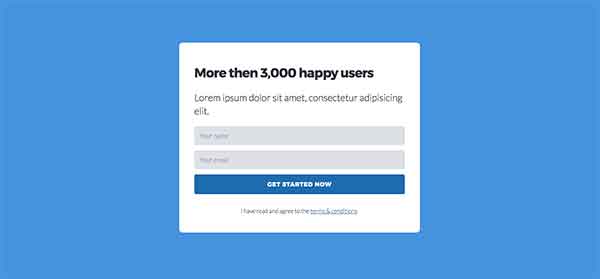 More then 3,000 happy users
Lorem ipsum dolor sit amet, consectetur adipisicing
elit.
Your name
Your email
GET STARTED NOW
I have read and agree to the terms & conditions